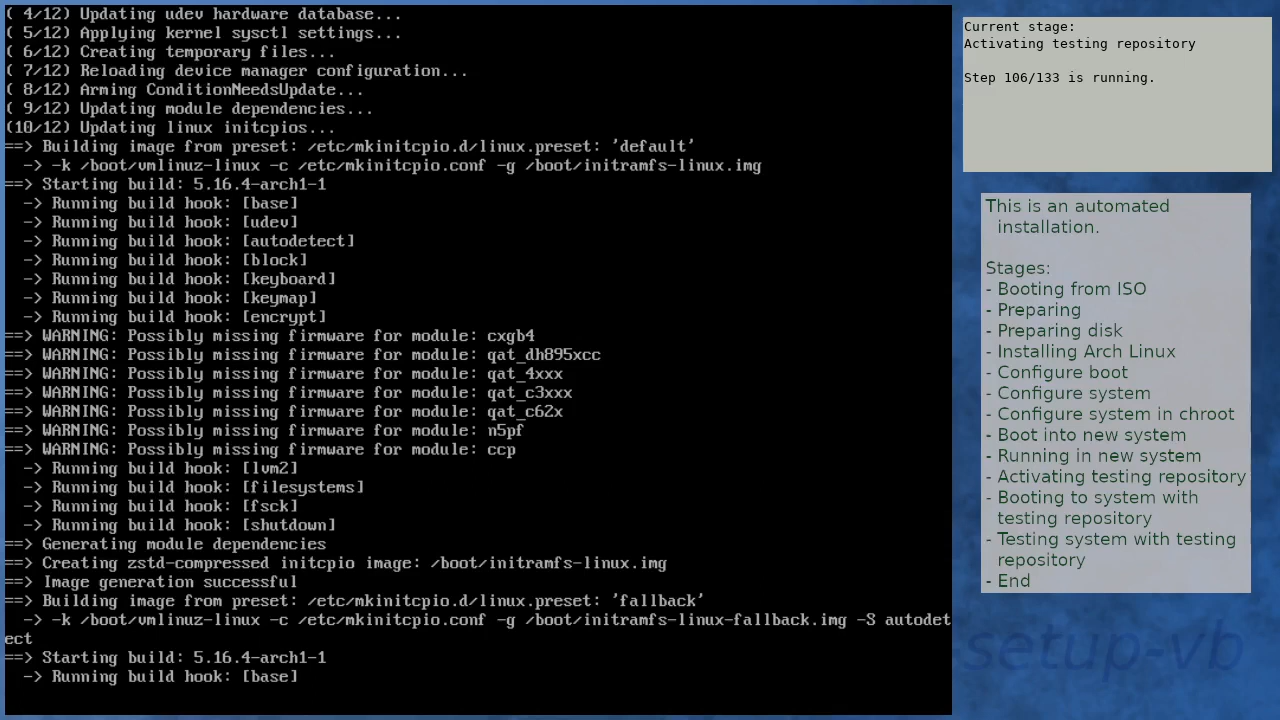 ( 4/12) Updating udev hardware database...
( 5/12) Applying kernel sysctl settings...
( 6/12) Creating temporary files...
( 7/12) Reloading device manager configuration...
( 8/12) Arming ConditionNeedsUpdate...
( 9/12) Updating module dependencies...
(10/12) Updating linux initcpios...
==> Building image from preset: /etc/mkinitcpio.d/linux.preset: 'default'
  -> -k /boot/vmlinuz-linux -c /etc/mkinitcpio.conf -g /boot/initramfs-linux.img
==> Starting build: 5.16.4-arch1-1
  -> Running build hook: [base]
  -> Running build hook: [udev]
  -> Running build hook: [autodetect]
  -> Running build hook: [block]
  -> Running build hook: [keyboard]
  -> Running build hook: [keymap]
  -> Running build hook: [encrypt]
==> WARNING: Possibly missing firmware for module: cxgb4
==> WARNING: Possibly missing firmware for module: qat_dh895xcc
==> WARNING: Possibly missing firmware for module: qat_4xxx
==> WARNING: Possibly missing firmware for module: qat_c3xxx
==> WARNING: Possibly missing firmware for module: qat_c62x
==> WARNING: Possibly missing firmware for module: n5pf
==> WARNING: Possibly missing firmware for module: ccp
  -> Running build hook: [lvm2]
  -> Running build hook: [filesystems]
  -> Running build hook: [fsck]
  -> Running build hook: [shutdown]
==> Generating module dependencies
==> Creating zstd-compressed initcpio image: /boot/initramfs-linux.img
==> Image generation successful
==> Building image from preset: /etc/mkinitcpio.d/linux.preset: 'fallback'
  -> -k /boot/vmlinuz-linux -c /etc/mkinitcpio.conf -g /boot/initramfs-linux-fallback.img -S autodet
ect
==> Starting build: 5.16.4-arch1-1
  -> Running build hook: [base]
Current stage:
Activating testing repository
Step 106/133 is running.
This is an automated
installation.
Stages:
- Booting from ISO
- Preparing
- Preparing disk
- Installing Arch Linux
- Configure boot
- Configure system
- Configure system in chroot
- Boot into new system
- Running in new system
- Activating testing repository
- Booting to system with
testing repository
- Testing system with testing
repository
- End
setup-vb